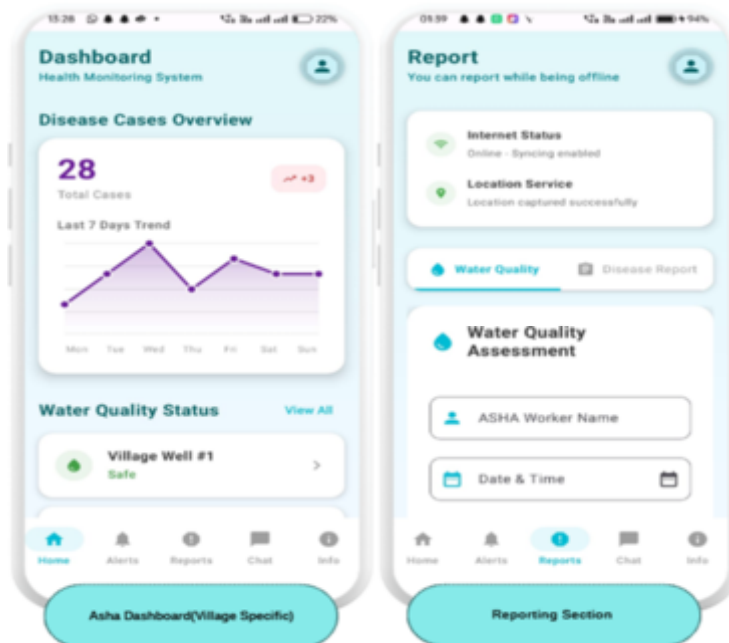 15:28
22%
Dashboard
Health Monitoring System
Disease Cases Overview
28
+3
Total Cases
Last 7 Days Trend
Mon Tue Wed Thu Fri Sat Sun
Water Quality Status View All
Village Well #1
Safe
Home Alerts Reports Chat Info
Asha Dashboard(Village Specific)
94%
Report
You can report while being offline
Internet Status
Online - Syncing enabled
Location Service
Location captured successfully
Water Quality Disease Report
Water Quality
Assessment
ASHA Worker Name
Date & Time
Home Alerts Reports Chat Info
Reporting Section